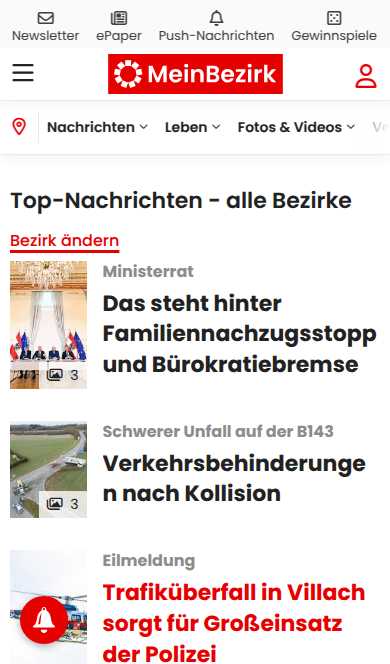 Newsletter ePaper Push-Nachrichten Gewinnspiele
MeinBezirk
Nachrichten Leben Fotos & Videos
Top-Nachrichten - alle Bezirke
Bezirk ändern
Ministerrat
Das steht hinter
Familiennachzugsstopp
und Bürokratiebremse
3
Schwerer Unfall auf der B143
Verkehrsbehinderunge
n nach Kollision
3
Eilmeldung
Trafiküberfall in Villach
sorgt für Großeinsatz
der Polizei